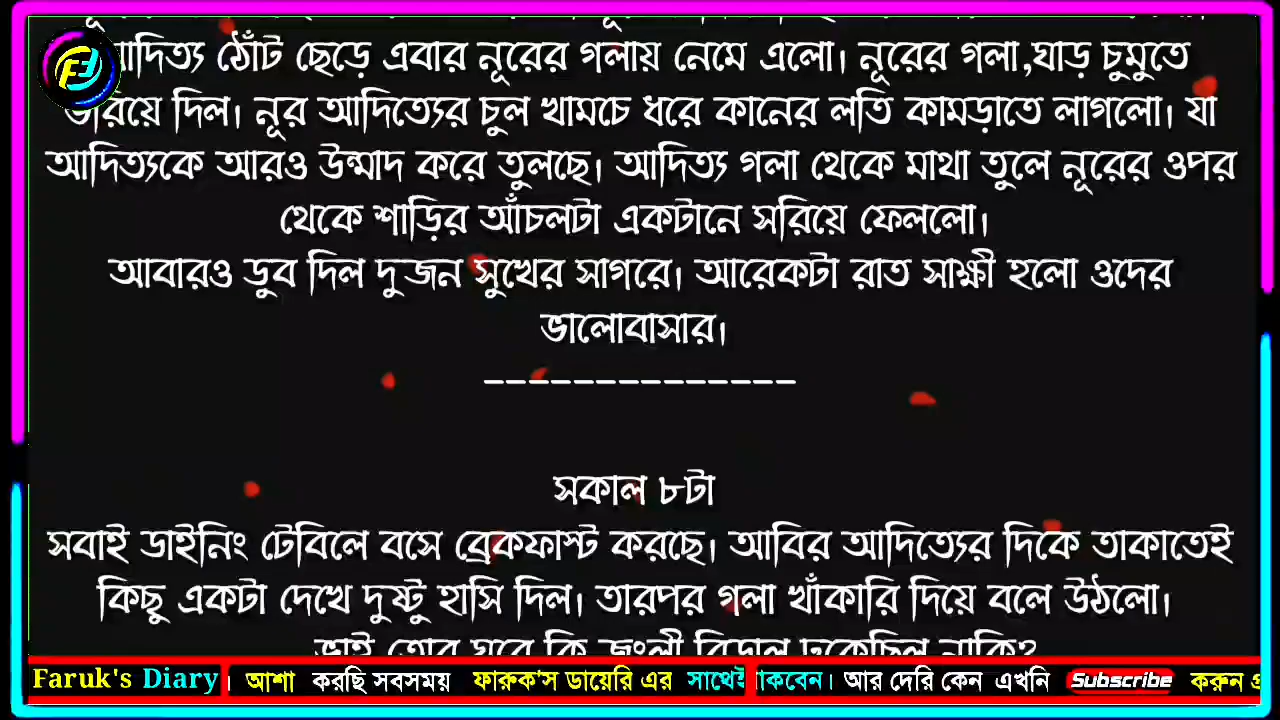 আদিত্য ঠোঁট ছেড়ে এবার নূরের গলায় নেমে এলো। নূরের গলা,ঘাড় চুমুতে
ভরিয়ে দিল। নূর আদিত্যের চুল খামচে ধরে কানের লতি কামড়াতে লাগলো। যা
আদিত্যকে আরও উন্মাদ করে তুলছে। আদিত্য গলা থেকে মাথা তুলে নূরের ওপর
থেকে শাড়ির আঁচলটা একটানে সরিয়ে ফেললো।
আবারও ডুব দিল দুজন সুখের সাগরে। আরেকটা রাত সাক্ষী হলো ওদের
ভালোবাসার।
--------------
সকাল ৮টা
সবাই ডাইনিং টেবিলে বসে ব্রেকফাস্ট করছে। আবির আদিত্যের দিকে তাকাতেই
কিছু একটা দেখে দুষ্টু হাসি দিল। তারপর গলা খাঁকারি দিয়ে বলে উঠলো।
ভাই তোর ঘরে কি জংলী বিড়াল ঢুকেছিল নাকি?
Faruk's Diary । আশা করছি সবসময় ফারুক'স ডায়েরি এর সাথেই থাকবেন। আর দেরি কেন এখনি Subscribe করুন